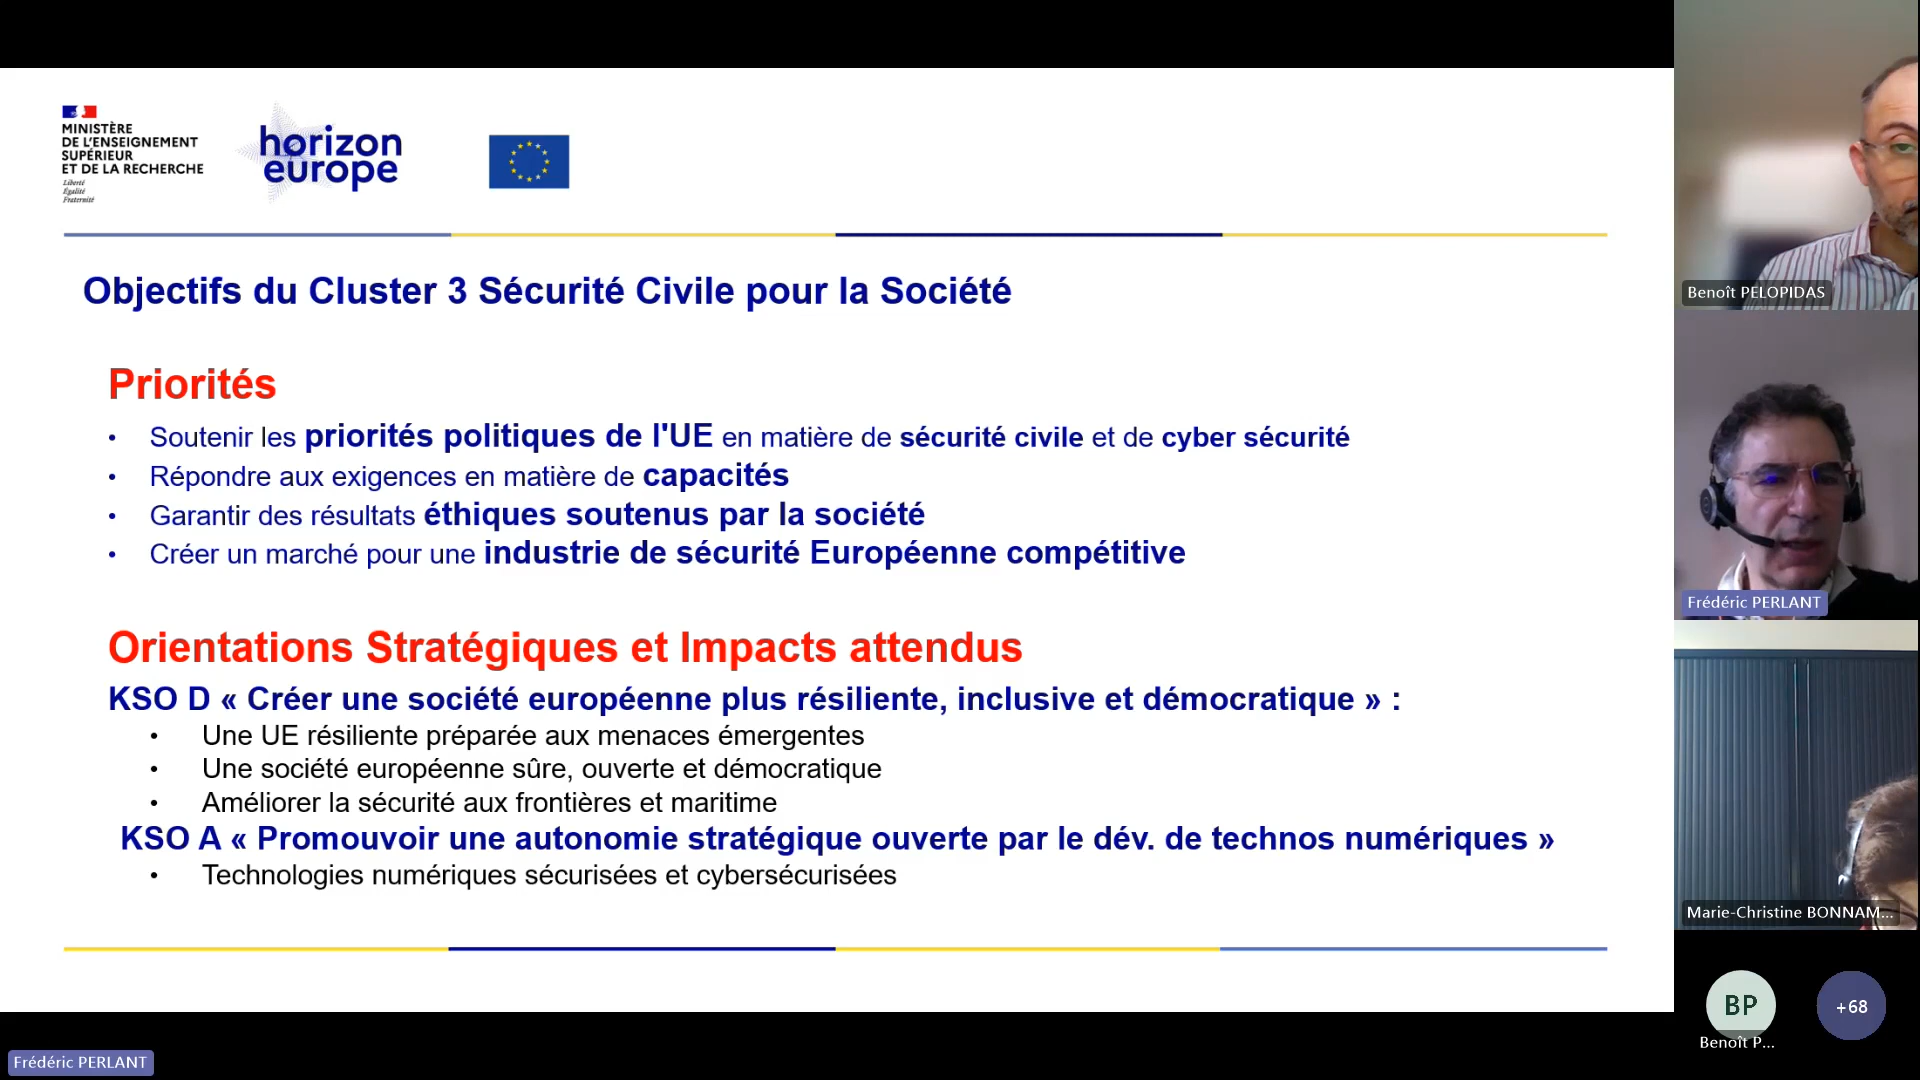 MINISTÈRE
DE L'ENSEIGNEMENT
SUPÉRIEUR
ET DE LA RECHERCHE
Liberté
Égalité
Fraternité
horizon
europe
Objectifs du Cluster 3 Sécurité Civile pour la Société
Priorités
• Soutenir les priorités politiques de l'UE en matière de sécurité civile et de cyber sécurité
• Répondre aux exigences en matière de capacités
• Garantir des résultats éthiques soutenus par la société
• Créer un marché pour une industrie de sécurité Européenne compétitive
Orientations Stratégiques et Impacts attendus
KSO D « Créer une société européenne plus résiliente, inclusive et démocratique » :
• Une UE résiliente préparée aux menaces émergentes
• Une société européenne sûre, ouverte et démocratique
• Améliorer la sécurité aux frontières et maritime
KSO A « Promouvoir une autonomie stratégique ouverte par le dév. de technos numériques »
• Technologies numériques sécurisées et cybersécurisées
Frédéric PERLANT
Benoît PELOPIDAS
Frédéric PERLANT
Marie-Christine BONNAM...
BP
+68
Benoît P...